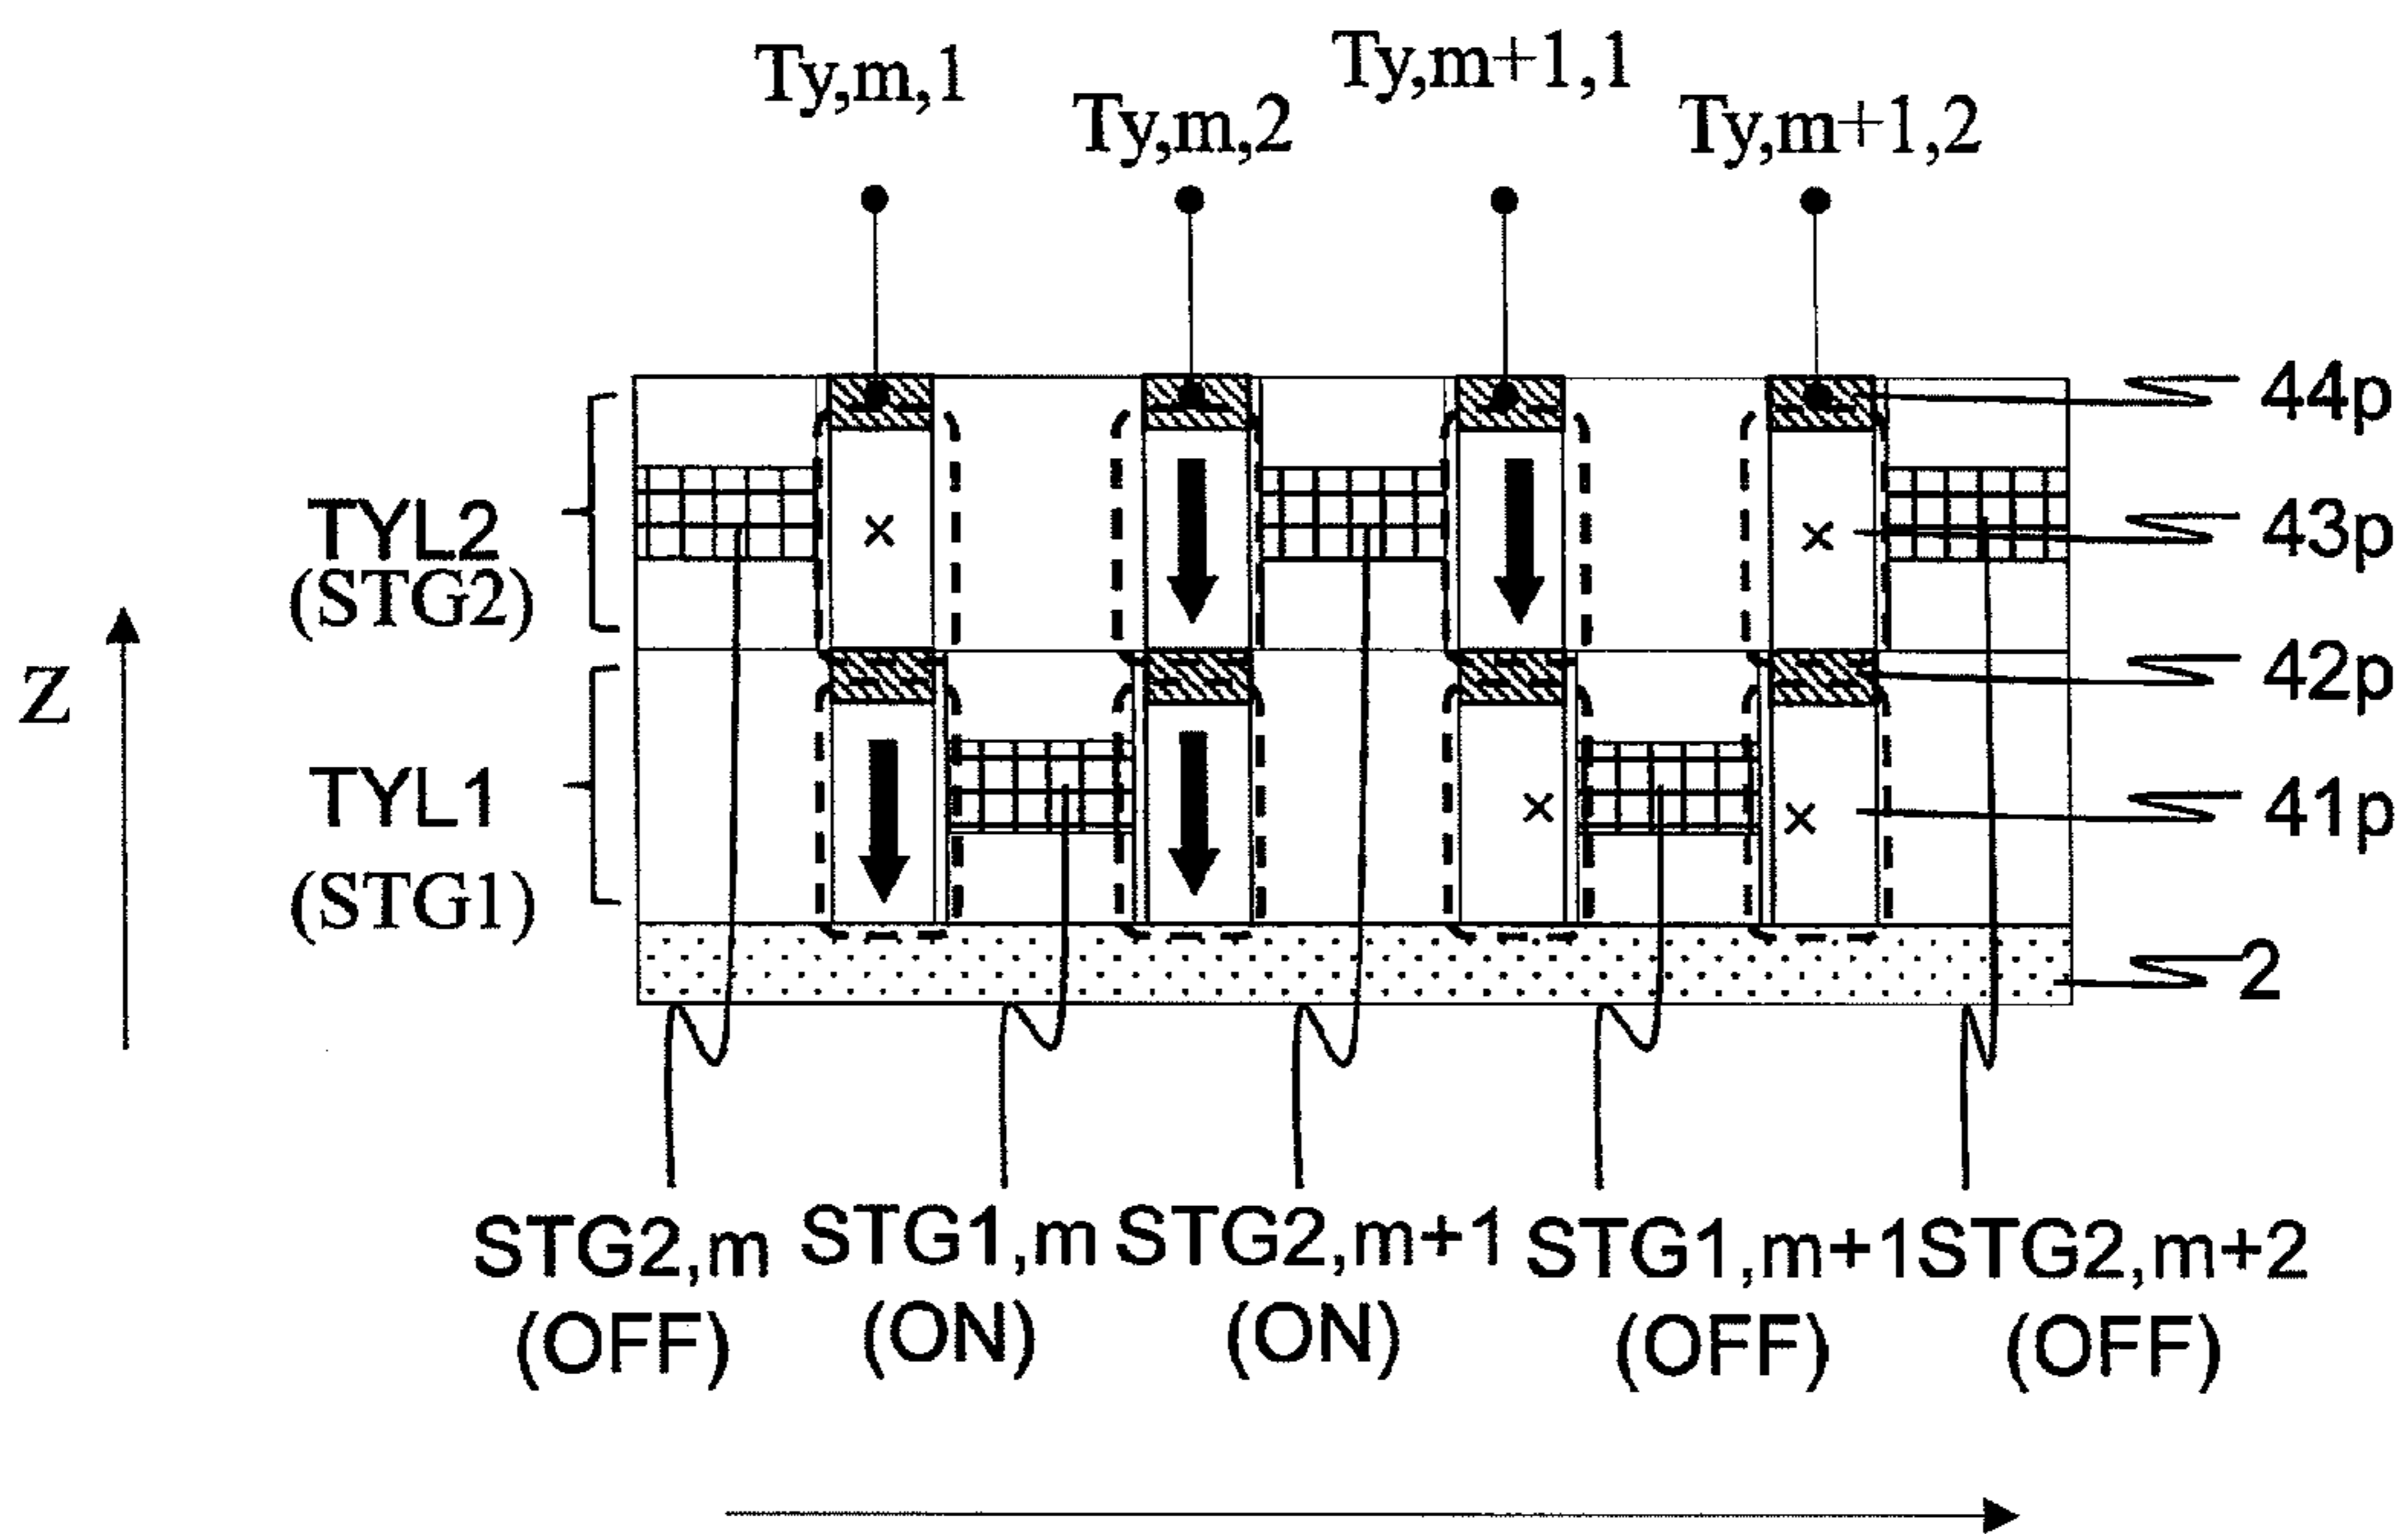 Ty,m,1
Ty,m,2
Ty,m+1,1
Ty,m+1,2
44p
TYL2
(STG2)
×
×
43p
Z
42p
TYL1
(STG1)
×
×
41p
2
STG2,m
(OFF)
STG1,m
(ON)
STG2,m+1
(ON)
STG1,m+1
(OFF)
STG2,m+2
(OFF)